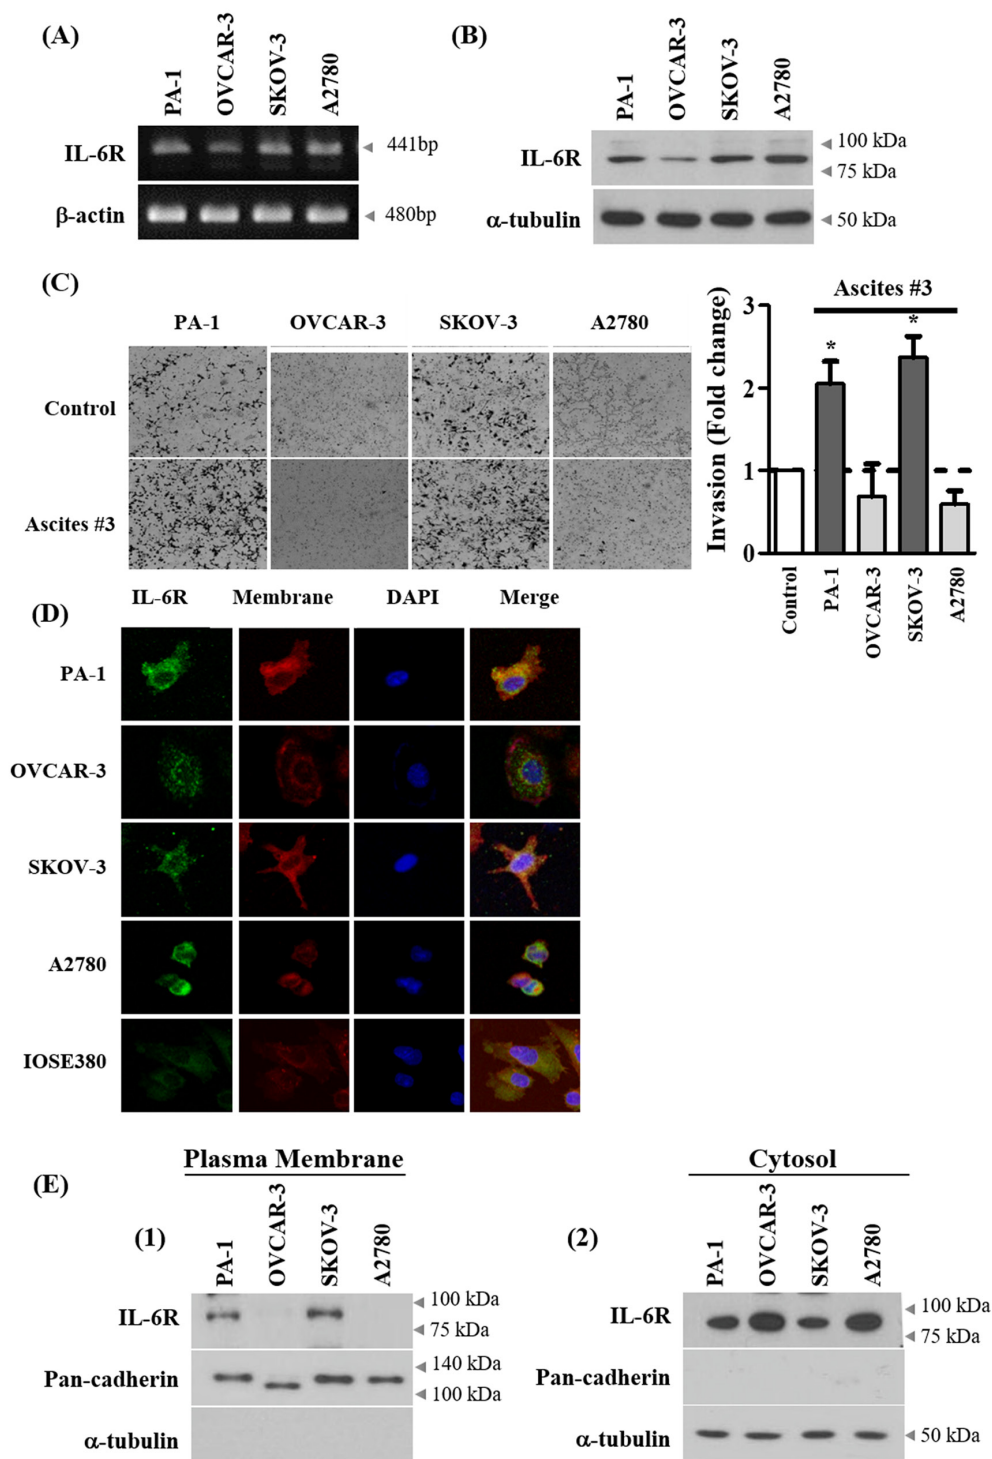 (A)
PA-1
OVCAR-3
SKOV-3
A2780
IL-6R
441bp
β-actin
480bp
(B)
PA-1
OVCAR-3
SKOV-3
A2780
IL-6R
100 kDa
75 kDa
α-tubulin
50 kDa
(C)
PA-1 OVCAR-3 SKOV-3 A2780
Control
Ascites #3
Ascites #3
Invasion (Fold change)
3
2
1
0
* *
Control
PA-1
OVCAR-3
SKOV-3
A2780
(D)
IL-6R Membrane DAPI Merge
PA-1
OVCAR-3
SKOV-3
A2780
IOSE380
(E)
Plasma Membrane
(1)
PA-1
OVCAR-3
SKOV-3
A2780
IL-6R
100 kDa
75 kDa
Pan-cadherin
140 kDa
100 kDa
α-tubulin
Cytosol
(2)
PA-1
OVCAR-3
SKOV-3
A2780
IL-6R
100 kDa
75 kDa
Pan-cadherin
α-tubulin
50 kDa